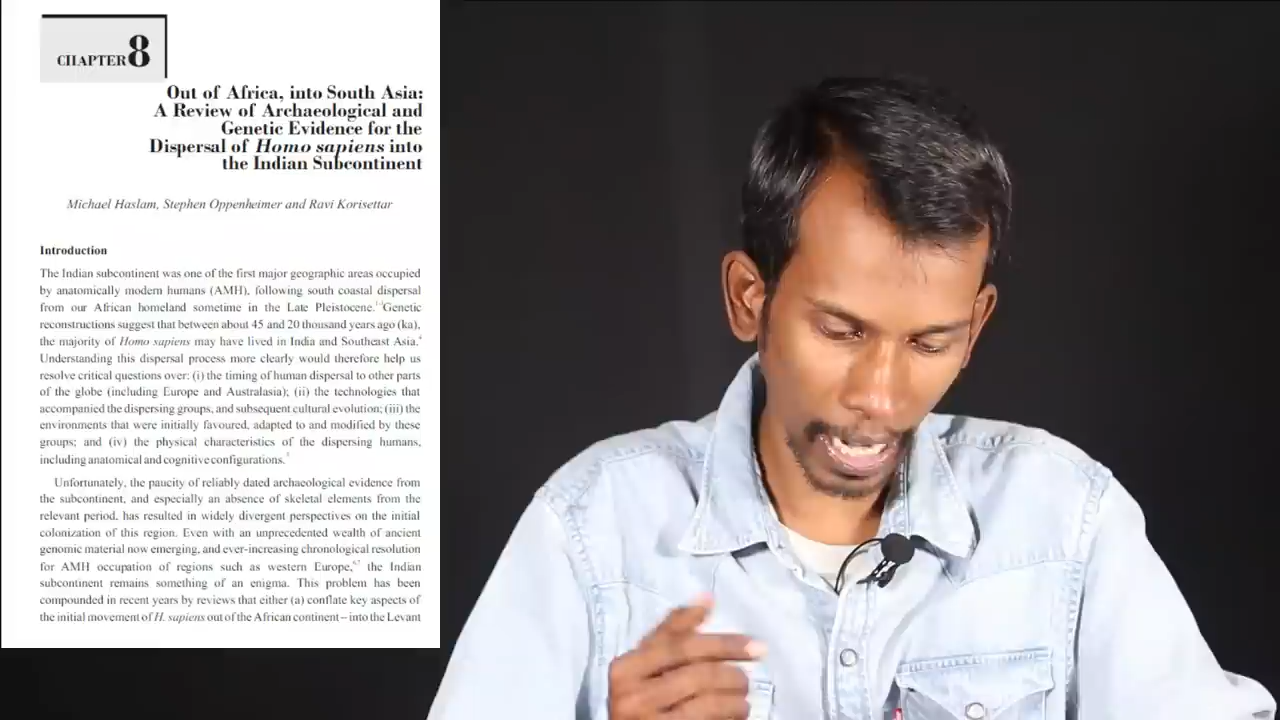 CHAPTER 8
Out of Africa, into South Asia:
A Review of Archaeological and
Genetic Evidence for the
Dispersal of Homo sapiens into
the Indian Subcontinent
Michael Haslam, Stephen Oppenheimer and Ravi Korisettar
Introduction
The Indian subcontinent was one of the first major geographic areas occupied
by anatomically modern humans (AMH), following south coastal dispersal
from our African homeland sometime in the Late Pleistocene. Genetic
reconstructions suggest that between about 45 and 20 thousand years ago (ka),
the majority of Homo sapiens may have lived in India and Southeast Asia.⁴
Understanding this dispersal process more clearly would therefore help us
resolve critical questions over: (i) the timing of human dispersal to other parts
of the globe (including Europe and Australasia); (ii) the technologies that
accompanied the dispersing groups, and subsequent cultural evolution; (iii) the
environments that were initially favoured, adapted to and modified by these
groups; and (iv) the physical characteristics of the dispersing humans,
including anatomical and cognitive configurations.
Unfortunately, the paucity of reliably dated archaeological evidence from
the subcontinent, and especially an absence of skeletal elements from the
relevant period, has resulted in widely divergent perspectives on the initial
colonization of this region. Even with an unprecedented wealth of ancient
genomic material now emerging, and ever-increasing chronological resolution
for AMH occupation of regions such as western Europe, the Indian
subcontinent remains something of an enigma. This problem has been
compounded in recent years by reviews that either (a) conflate key aspects of
the initial movement of H. sapiens out of the African continent – into the Levant